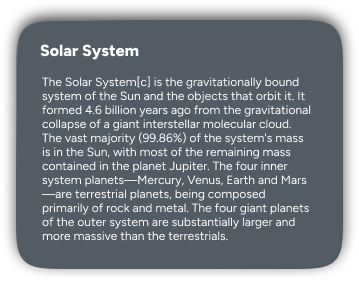 Solar System
The Solar System[c] is the gravitationally bound
system of the Sun and the objects that orbit it. It
formed 4.6 billion years ago from the gravitational
collapse of a giant interstellar molecular cloud.
The vast majority (99.86%) of the system's mass
is in the Sun, with most of the remaining mass
contained in the planet Jupiter. The four inner
system planets—Mercury, Venus, Earth and Mars
—are terrestrial planets, being composed
primarily of rock and metal. The four giant planets
of the outer system are substantially larger and
more massive than the terrestrials.